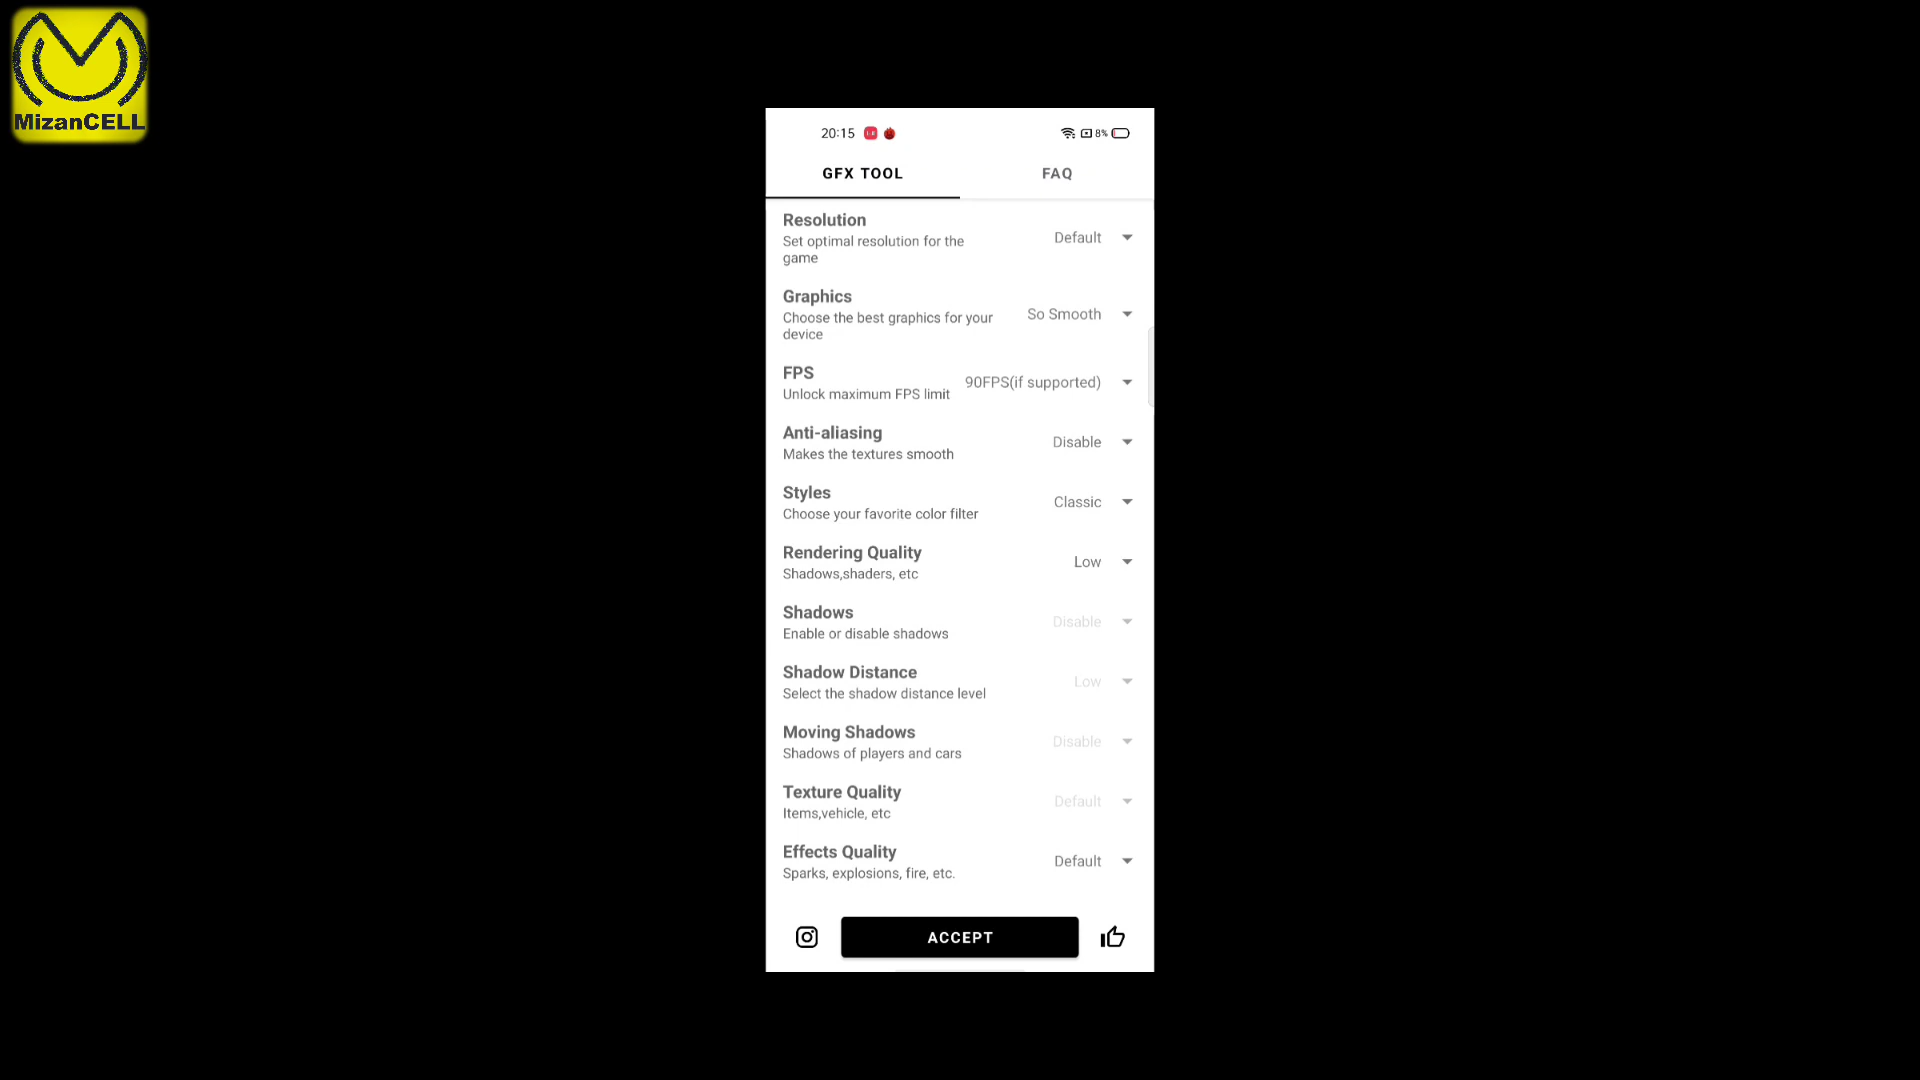 MizanCELL
20:15
8%
GFX TOOL
FAQ
Resolution
Set optimal resolution for the
game
Default
Graphics
Choose the best graphics for your
device
So Smooth
FPS
Unlock maximum FPS limit
90FPS(if supported)
Anti-aliasing
Makes the textures smooth
Disable
Styles
Choose your favorite color filter
Classic
Rendering Quality
Shadows,shaders, etc
Low
Shadows
Enable or disable shadows
Disable
Shadow Distance
Select the shadow distance level
Low
Moving Shadows
Shadows of players and cars
Disable
Texture Quality
Items,vehicle, etc
Default
Effects Quality
Sparks, explosions, fire, etc.
Default
ACCEPT